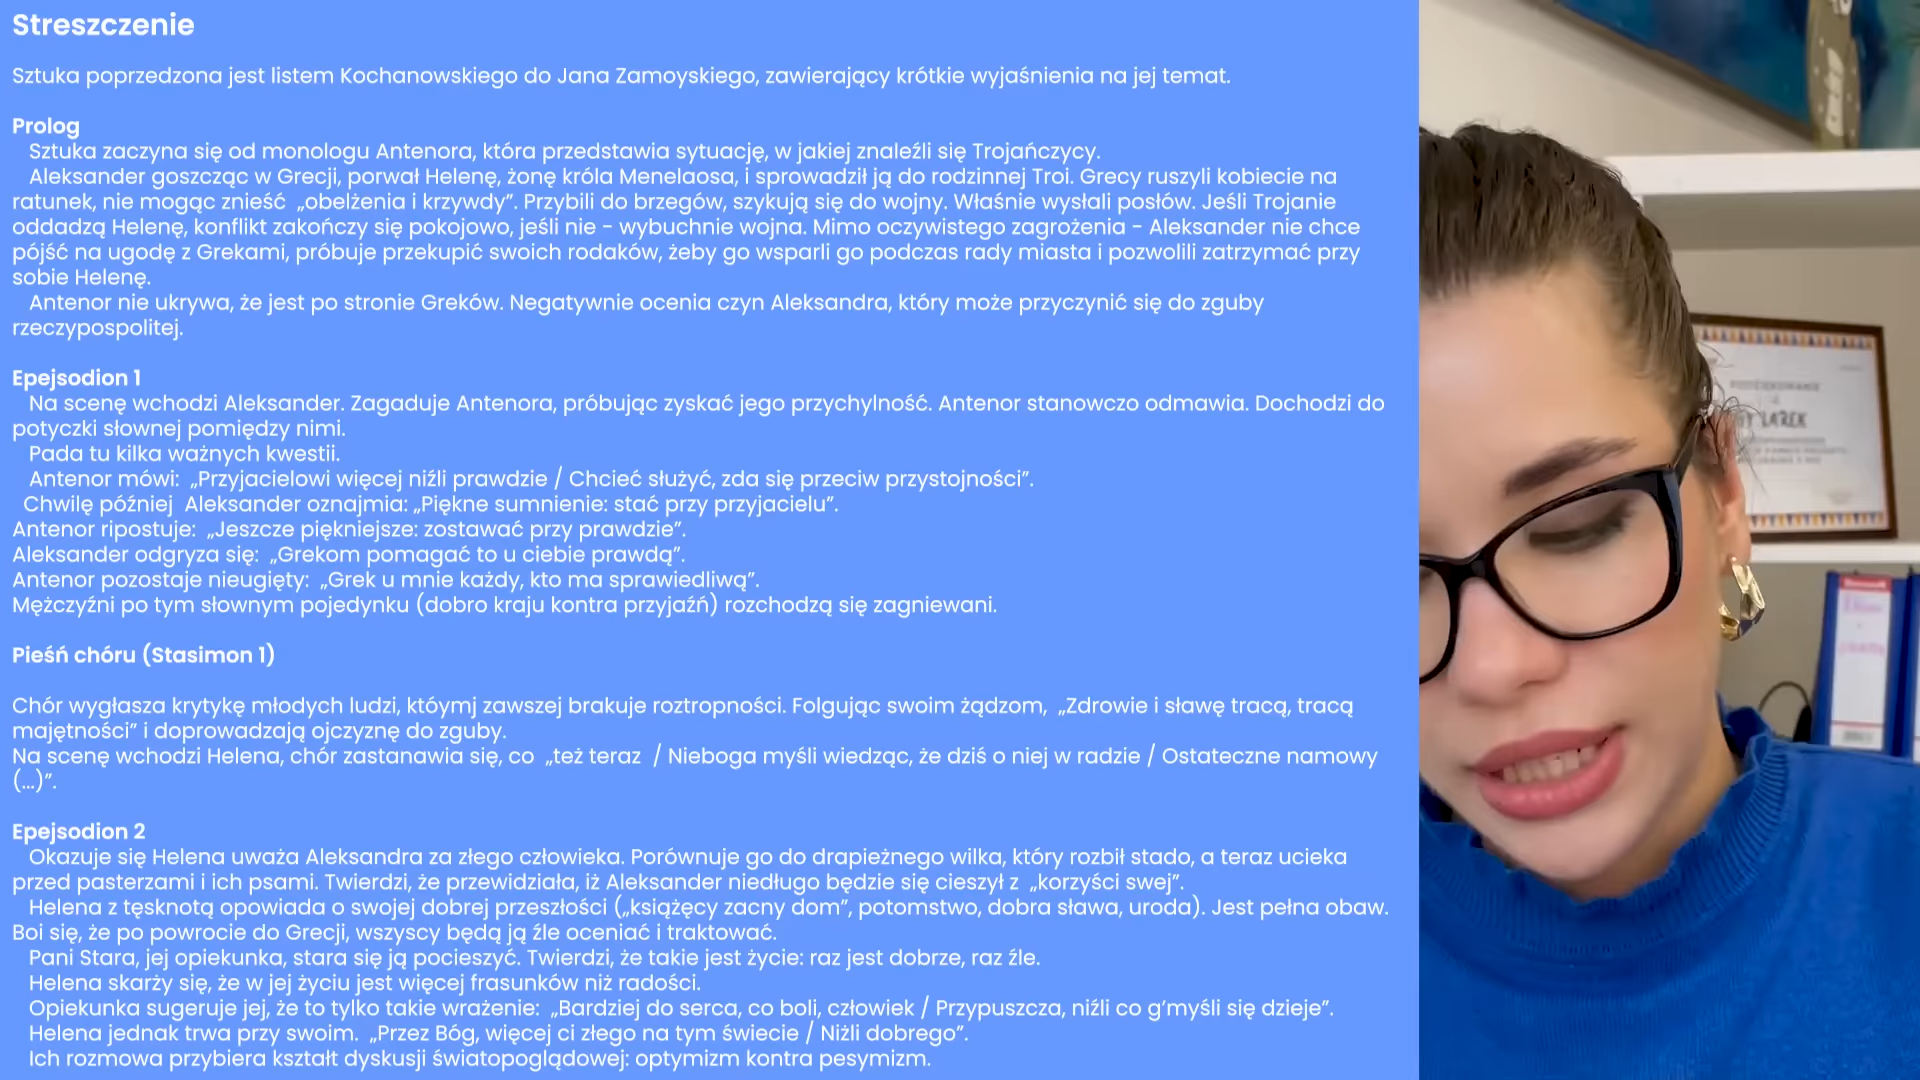 Streszczenie
Sztuka poprzedzona jest listem Kochanowskiego do Jana Zamoyskiego, zawierający krótkie wyjaśnienia na jej temat.
Prolog
Sztuka zaczyna się od monologu Antenora, która przedstawia sytuację, w jakiej znaleźli się Trojańczycy.
Aleksander goszcząc w Grecji, porwał Helenę, żonę króla Menelaosa, i sprowadził ją do rodzinnej Troi. Grecy ruszyli kobiecie na
ratunek, nie mogąc znieść „obelżenia i krzywdy”. Przybili do brzegów, szykują się do wojny. Właśnie wysłali posłów. Jeśli Trojanie
oddadzą Helenę, konflikt zakończy się pokojowo, jeśli nie - wybuchnie wojna. Mimo oczywistego zagrożenia - Aleksander nie chce
pójść na ugodę z Grekami, próbuje przekupić swoich rodaków, żeby go wsparli go podczas rady miasta i pozwolili zatrzymać przy
sobie Helenę.
Antenor nie ukrywa, że jest po stronie Greków. Negatywnie ocenia czyn Aleksandra, który może przyczynić się do zguby
rzeczypospolitej.
Epejsodion 1
Na scenę wchodzi Aleksander. Zagaduje Antenora, próbując zyskać jego przychylność. Antenor stanowczo odmawia. Dochodzi do
potyczki słownej pomiędzy nimi.
Pada tu kilka ważnych kwestii.
Antenor mówi: „Przyjacielowi więcej niźli prawdzie / Chcieć służyć, zda się przeciw przystojności”.
Chwilę później Aleksander oznajmia: „Piękne sumnienie: stać przy przyjacielu”.
Antenor ripostuje: „Jeszcze piękniejsze: zostawać przy prawdzie”.
Aleksander odgryza się: „Grekom pomagać to u ciebie prawdą”.
Antenor pozostaje nieugięty: „Grek u mnie każdy, kto ma sprawiedliwą”.
Mężczyźni po tym słownym pojedynku (dobro kraju kontra przyjaźń) rozchodzą się zagniewani.
Pieśń chóru (Stasimon 1)
Chór wygłasza krytykę młodych ludzi, któymj zawszej brakuje roztropności. Folgując swoim żądzom, „Zdrowie i sławę tracą, tracą
majętności” i doprowadzają ojczyznę do zguby.
Na scenę wchodzi Helena, chór zastanawia się, co „też teraz / Nieboga myśli wiedząc, że dziś o niej w radzie / Ostateczne namowy
(...)”.
Epejsodion 2
Okazuje się Helena uważa Aleksandra za złego człowieka. Porównuje go do drapieżnego wilka, który rozbił stado, a teraz ucieka
przed pasterzami i ich psami. Twierdzi, że przewidziała, iż Aleksander niedługo będzie się cieszył z „korzyści swej”.
Helena z tęsknotą opowiada o swojej dobrej przeszłości („książęcy zacny dom”, potomstwo, dobra sława, uroda). Jest pełna obaw.
Boi się, że po powrocie do Grecji, wszyscy będą ją źle oceniać i traktować.
Pani Stara, jej opiekunka, stara się ją pocieszyć. Twierdzi, że takie jest życie: raz jest dobrze, raz źle.
Helena skarży się, że w jej życiu jest więcej frasunków niż radości.
Opiekunka sugeruje jej, że to tylko takie wrażenie: „Bardziej do serca, co boli, człowiek / Przypuszcza, niźli co g’myśli się dzieje”.
Helena jednak trwa przy swoim. „Przez Bóg, więcej ci złego na tym świecie / Niżli dobrego”.
Ich rozmowa przybiera kształt dyskusji światopoglądowej: optymizm kontra pesymizm.